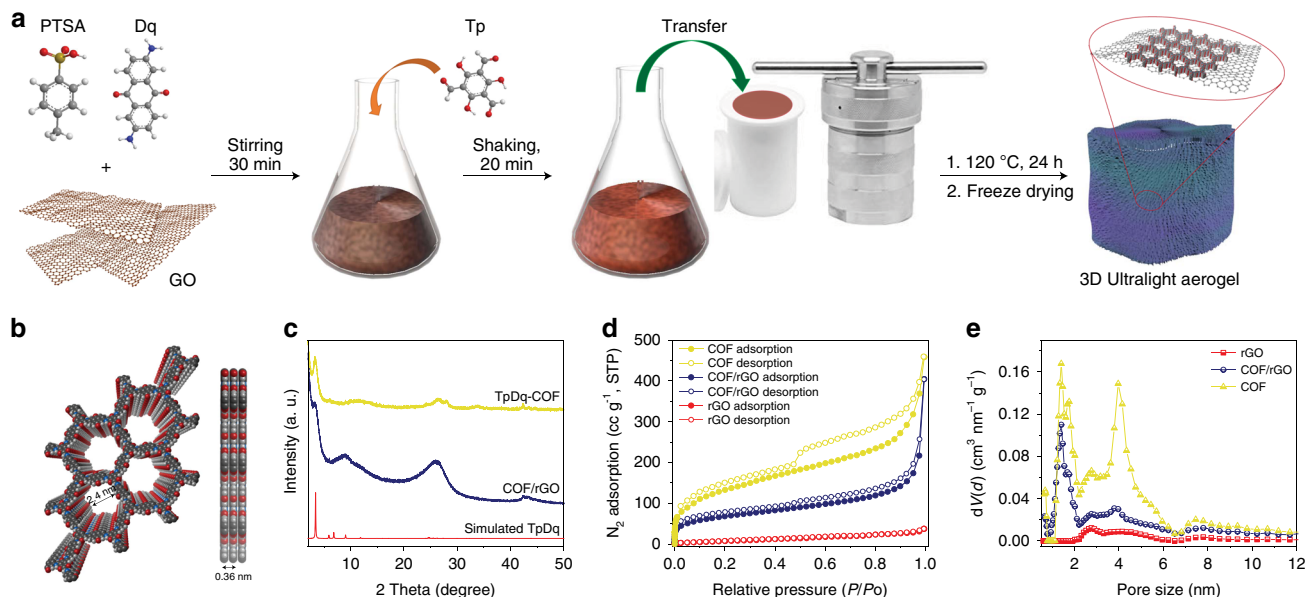 a
PTSA
Dq
+
GO
Stirring
30 min
Tp
Shaking,
20 min
Transfer
1. 120 °C, 24 h
2. Freeze drying
3D Ultralight aerogel
b
2.4 nm
0.36 nm
c
Intensity (a. u.)
TpDq-COF
COF/rGO
Simulated TpDq
10 20 30 40 50
2 Theta (degree)
d
N₂ adsorption (cc g⁻¹, STP)
500
450
400
350
300
250
200
150
100
50
0
COF adsorption
COF desorption
COF/rGO adsorption
COF/rGO desorption
rGO adsorption
rGO desorption
0.0 0.2 0.4 0.6 0.8 1.0
Relative pressure (P/Po)
e
dV(d) (cm³ nm⁻¹ g⁻¹)
0.16
0.12
0.08
0.04
0.00
rGO
COF/rGO
COF
2 4 6 8 10 12
Pore size (nm)